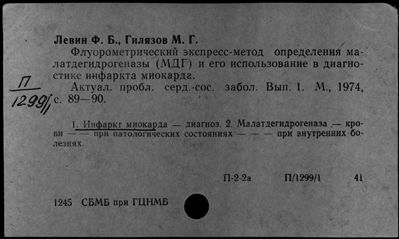 Левин Ф. Б., Гилязов М. Г.
Флуорометрический экспресс-метод определения ма-
латдегидрогеназы (МДГ) и его использование в диагно-
стике инфаркта миокарда.
Актуал. пробл. серд.-сос. забол. Вып. 1. М., 1974,
с. 89—90.
П
1299/1
1. Инфаркт миокарда — диагноз. 2. Малатдегидрогеназа — кро-
ви — — при патологических состояниях — — — при внутренних бо-
лезнях.
П-2-2а П/1299/1 41
1245 СБМБ при ГЦНМБ